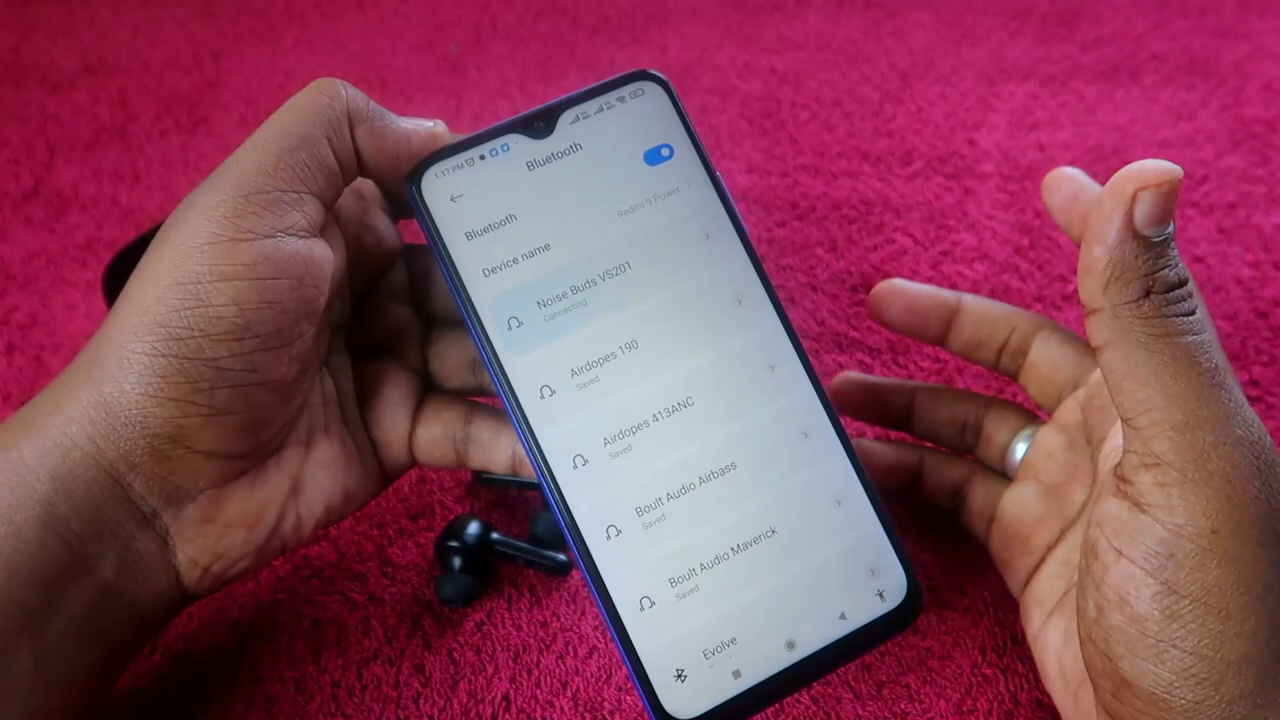 1:17 PM
Bluetooth
Bluetooth
Device name
Redmi 9 Power
Noise Buds VS201
Connecting...
Airdopes 190
Saved
Airdopes 413ANC
Saved
Boult Audio Airbass
Saved
Boult Audio Maverick
Saved
Evolve